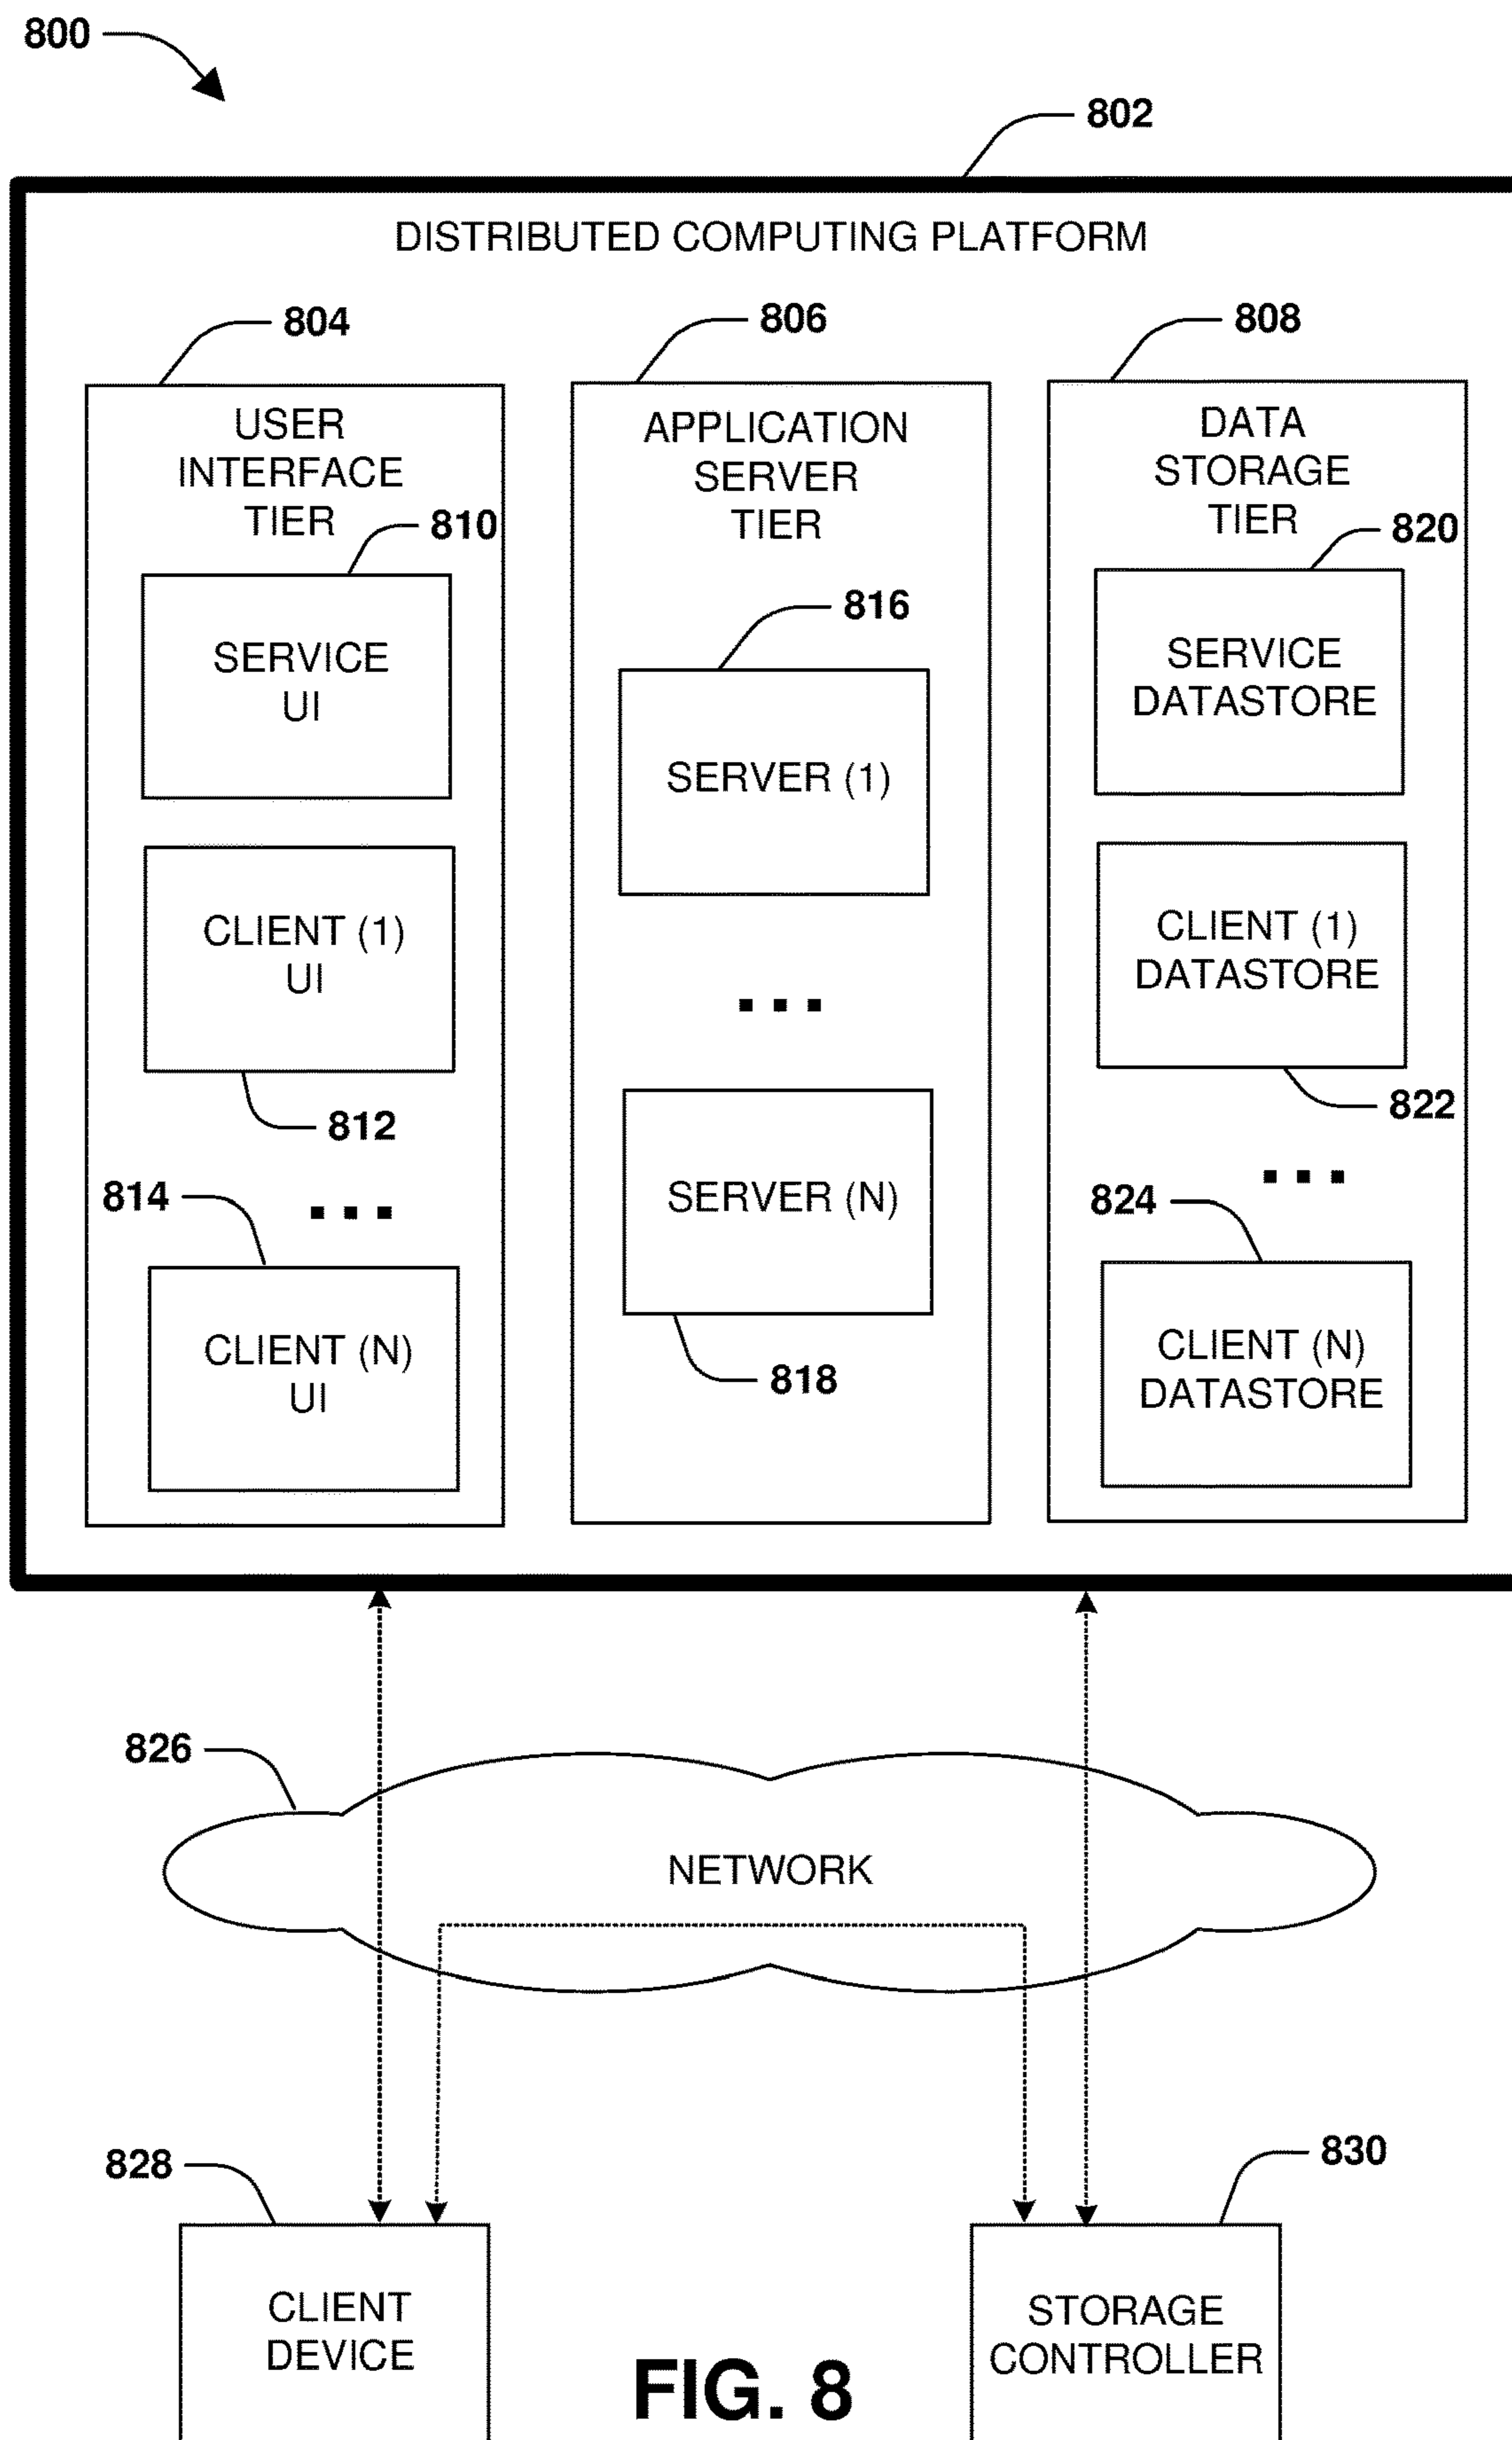 800
802
DISTRIBUTED COMPUTING PLATFORM
804
USER
INTERFACE
TIER
810
SERVICE
UI
CLIENT (1)
UI
812
814
...
CLIENT (N)
UI
806
APPLICATION
SERVER
TIER
816
SERVER (1)
...
SERVER (N)
818
808
DATA
STORAGE
TIER
820
SERVICE
DATASTORE
CLIENT (1)
DATASTORE
822
...
824
CLIENT (N)
DATASTORE
826
NETWORK
828
CLIENT
DEVICE
830
STORAGE
CONTROLLER
FIG. 8